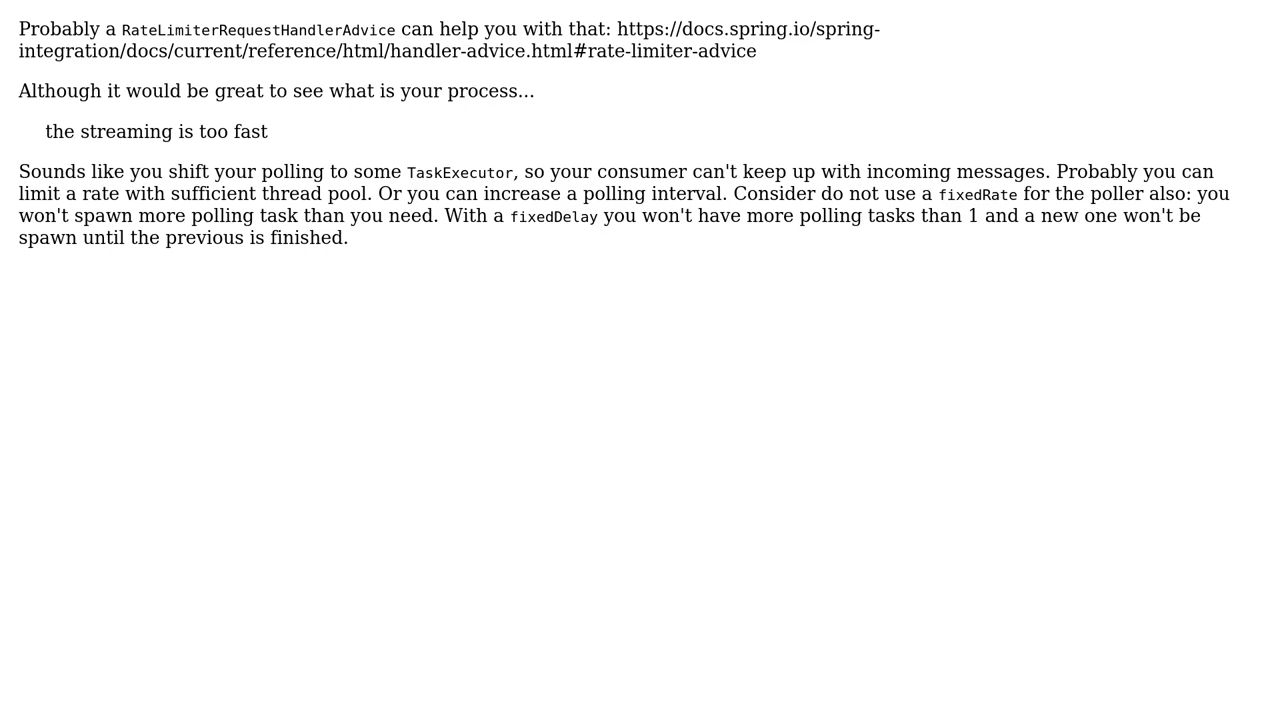 Probably a RateLimiterRequestHandlerAdvice can help you with that: https://docs.spring.io/spring-
integration/docs/current/reference/html/handler-advice.html#rate-limiter-advice
Although it would be great to see what is your process...
the streaming is too fast
Sounds like you shift your polling to some TaskExecutor, so your consumer can't keep up with incoming messages. Probably you can
limit a rate with sufficient thread pool. Or you can increase a polling interval. Consider do not use a fixedRate for the poller also: you
won't spawn more polling task than you need. With a fixedDelay you won't have more polling tasks than 1 and a new one won't be
spawn until the previous is finished.